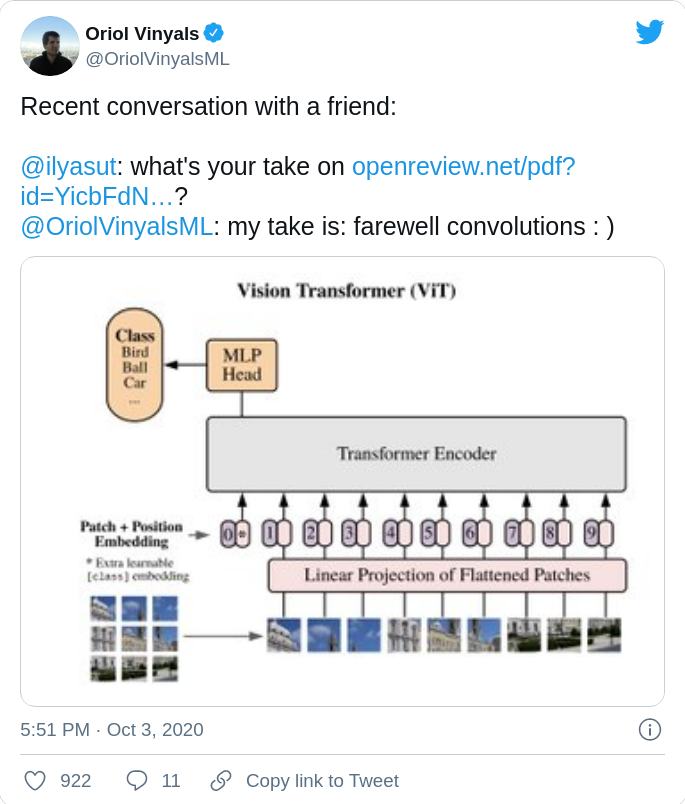 Oriol Vinyals
@OriolVinyalsML
Recent conversation with a friend:
@ilyasut: what's your take on openreview.net/pdf?
id=YicbFdN…?
@OriolVinyalsML: my take is: farewell convolutions : )
Vision Transformer (ViT)
Class
Bird
Ball
Car
...
MLP
Head
Transformer Encoder
Patch + Position
Embedding
0 * 1 2 3 4 5 6 7 8 9
* Extra learnable
[class] embedding
Linear Projection of Flattened Patches
5:51 PM · Oct 3, 2020
922 11 Copy link to Tweet